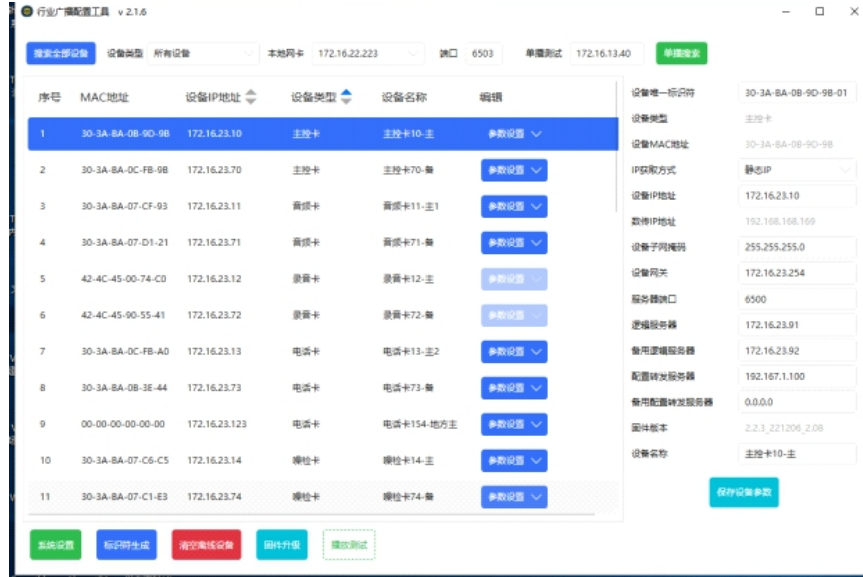 行业广播配置工具 v 2.1.6
搜索全部设备 设备类型 所有设备 本地网卡 172.16.22.223 端口 6503 单播测试 172.16.13.40 单播搜索
序号 MAC地址 设备IP地址 设备类型 设备名称 编辑
1 30-3A-BA-0B-9D-9B 172.16.23.10 主控卡 主控卡10-主 参数设置
2 30-3A-BA-0C-FB-9B 172.16.23.70 主控卡 主控卡70-备 参数设置
3 30-3A-BA-07-CF-93 172.16.23.11 音频卡 音频卡11-主1 参数设置
4 30-3A-BA-07-D1-21 172.16.23.71 音频卡 音频卡71-备 参数设置
5 42-4C-45-00-74-C0 172.16.23.12 录音卡 录音卡12-主 参数设置
6 42-4C-45-90-55-41 172.16.23.72 录音卡 录音卡72-备 参数设置
7 30-3A-BA-0C-FB-A0 172.16.23.13 电话卡 电话卡13-主2 参数设置
8 30-3A-BA-0B-3E-44 172.16.23.73 电话卡 电话卡73-备 参数设置
9 00-00-00-00-00-00 172.16.23.123 电话卡 电话卡154-地方主 参数设置
10 30-3A-BA-07-C6-C5 172.16.23.14 噪检卡 噪检卡14-主 参数设置
11 30-3A-BA-07-C1-E3 172.16.23.74 噪检卡 噪检卡74-备 参数设置
设备唯一标识符 30-3A-BA-0B-9D-9B-01
设备类型 主控卡
设备MAC地址 30-3A-BA-0B-9D-9B
IP获取方式 静态IP
设备IP地址 172.16.23.10
数传IP地址 192.168.168.169
设备子网掩码 255.255.255.0
设备网关 172.16.23.254
服务器端口 6500
逻辑服务器 172.16.23.91
备用逻辑服务器 172.16.23.92
配置转发服务器 192.167.1.100
备用配置转发服务器 0.0.0.0
固件版本 2.2.3_221206_2.08
设备名称 主控卡10-主
保存设备参数
系统设置 标识符生成 清空离线设备 固件升级 播放测试